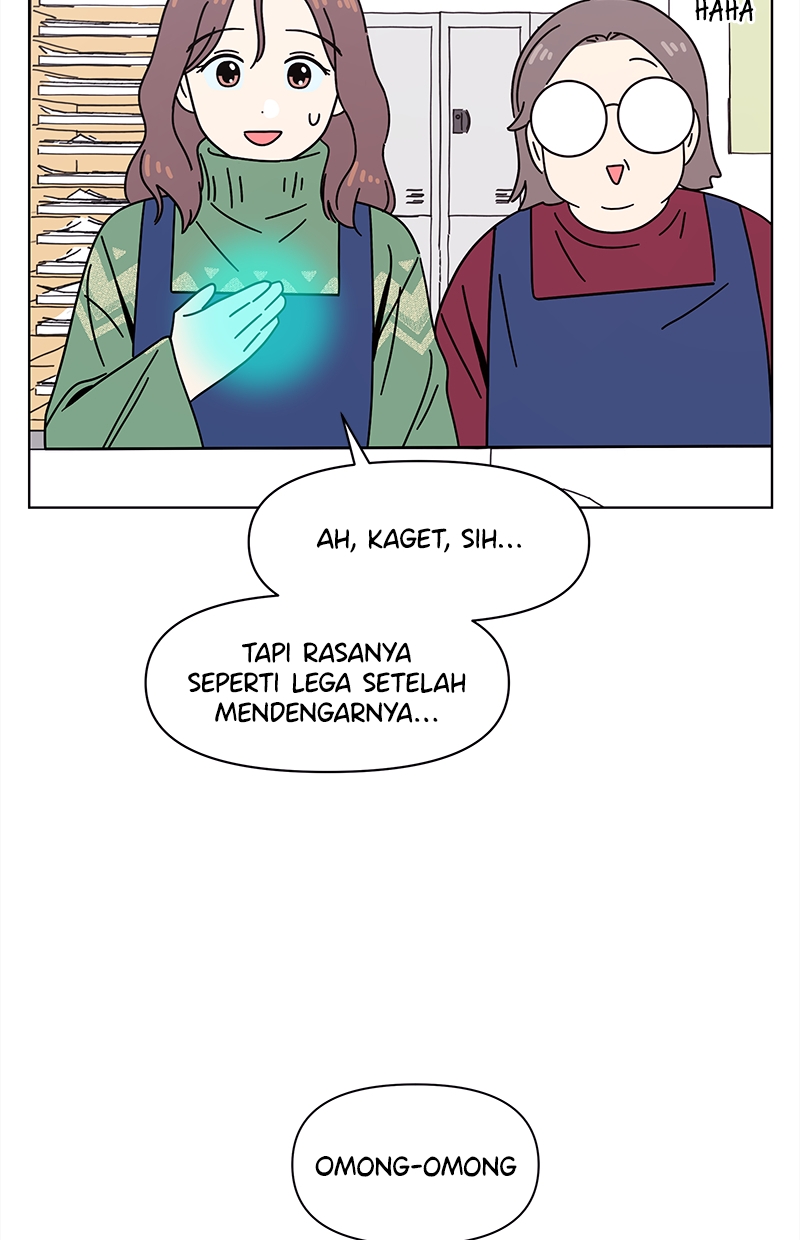 HAHA
AH, KAGET, SIH...
TAPI RASANYA
SEPERTI LEGA SETELAH
MENDENGARNYA...
OMONG-OMONG